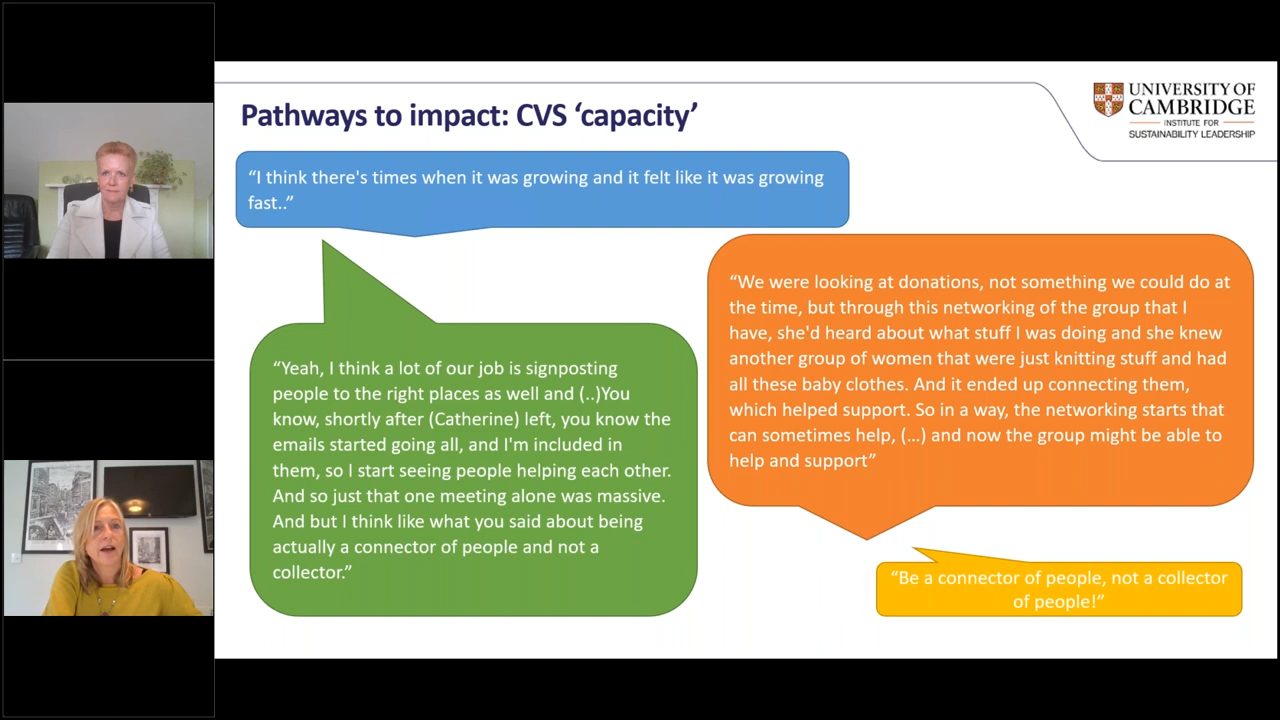 Pathways to impact: CVS ‘capacity’
UNIVERSITY OF
CAMBRIDGE
INSTITUTE FOR
SUSTAINABILITY LEADERSHIP
“I think there's times when it was growing and it felt like it was growing
fast..”
“We were looking at donations, not something we could do at
the time, but through this networking of the group that I
have, she'd heard about what stuff I was doing and she knew
another group of women that were just knitting stuff and had
all these baby clothes. And it ended up connecting them,
which helped support. So in a way, the networking starts that
can sometimes help, (…) and now the group might be able to
help and support”
“Yeah, I think a lot of our job is signposting
people to the right places as well and (..)You
know, shortly after (Catherine) left, you know the
emails started going all, and I'm included in
them, so I start seeing people helping each other.
And so just that one meeting alone was massive.
And but I think like what you said about being
actually a connector of people and not a
collector.”
“Be a connector of people, not a collector
of people!”